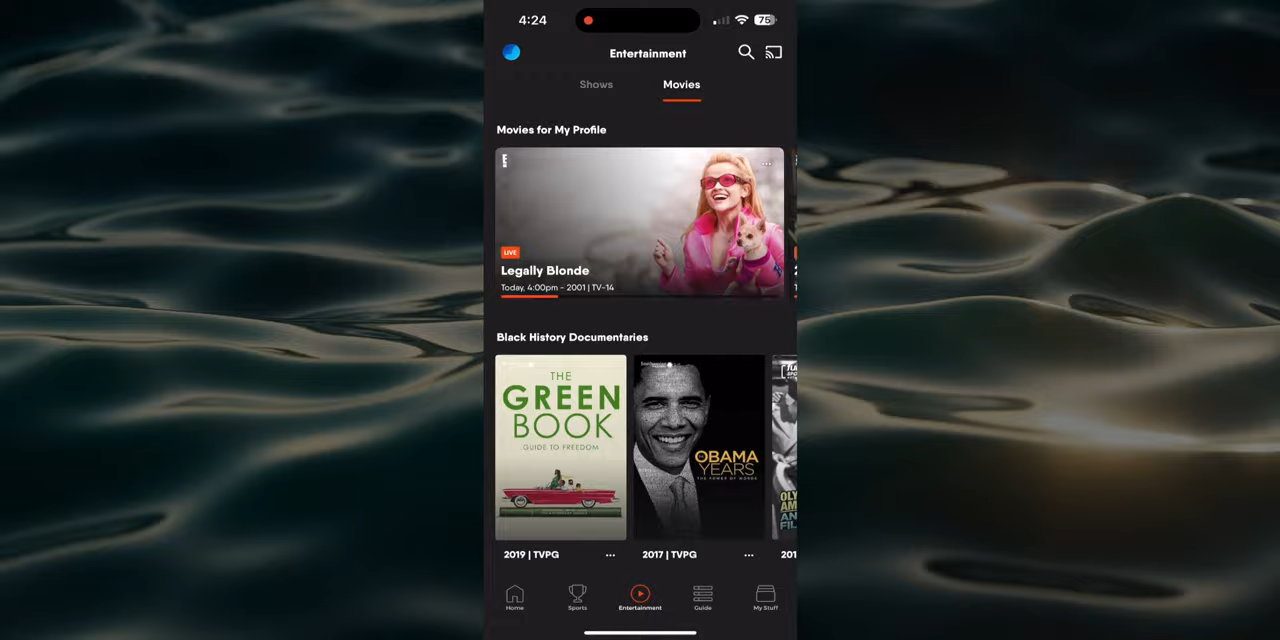 4:24
75
Entertainment
Shows
Movies
Movies for My Profile
E!
LIVE
Legally Blonde
Today, 4:00pm - 2001 | TV-14
Black History Documentaries
THE
GREEN
BOOK
GUIDE TO FREEDOM
OBAMA
YEARS
THE POWER OF WORDS
2019 | TVPG
2017 | TVPG
201
Home
Sports
Entertainment
Guide
My Stuff